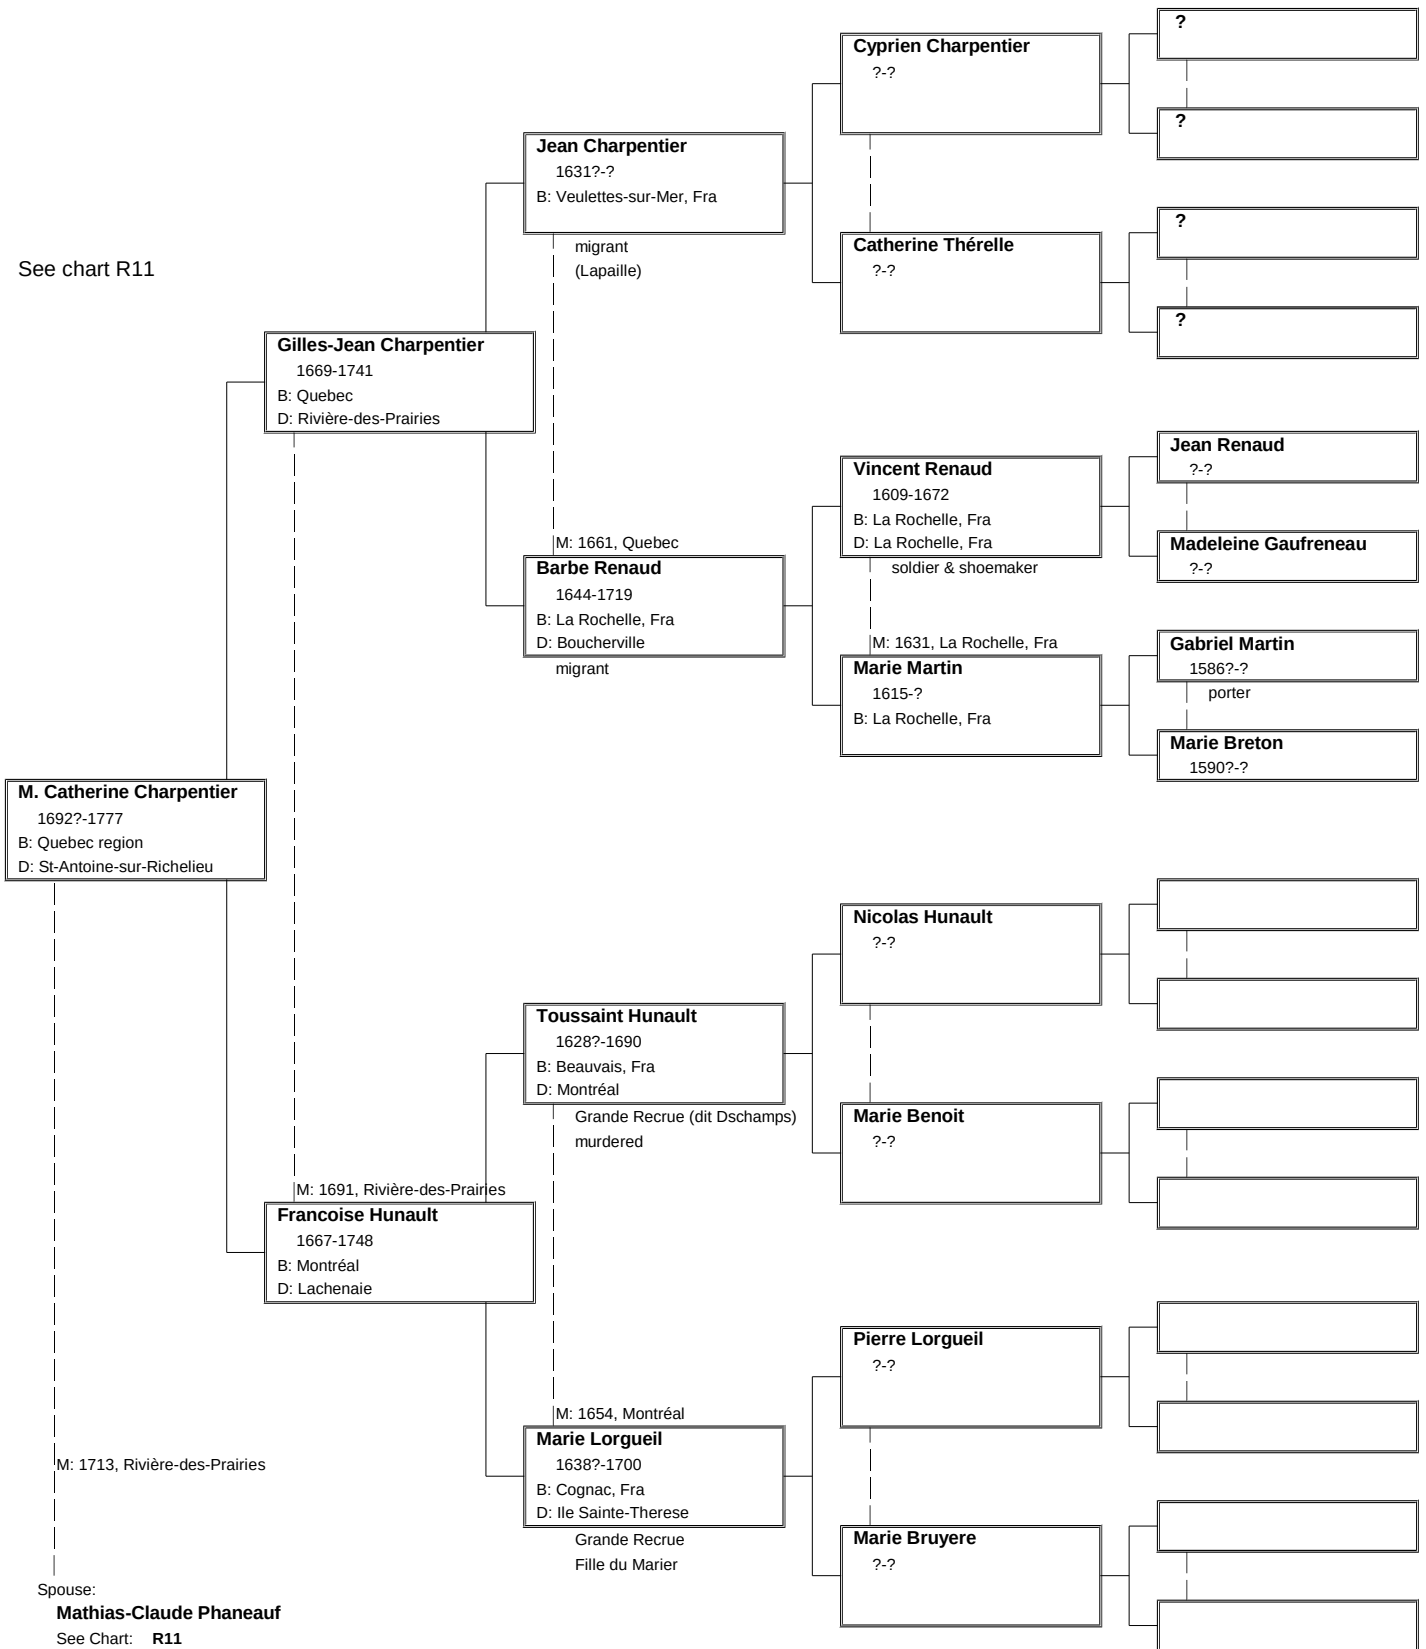 ?
Cyprien Charpentier
?-?
?
Jean Charpentier
1631?-?
B: Veulettes-sur-Mer, Fra
migrant
(Lapaille)
?
Catherine Thérelle
?-?
See chart R11
?
Gilles-Jean Charpentier
1669-1741
B: Quebec
D: Rivière-des-Prairies
Jean Renaud
?-?
Vincent Renaud
1609-1672
B: La Rochelle, Fra
D: La Rochelle, Fra
soldier & shoemaker
Madeleine Gaufreneau
?-?
M: 1661, Quebec
Barbe Renaud
1644-1719
B: La Rochelle, Fra
D: Boucherville
migrant
M: 1631, La Rochelle, Fra
Marie Martin
1615-?
B: La Rochelle, Fra
Gabriel Martin
1586?-?
porter
Marie Breton
1590?-?
M. Catherine Charpentier
1692?-1777
B: Quebec region
D: St-Antoine-sur-Richelieu
Nicolas Hunault
?-?
Toussaint Hunault
1628?-1690
B: Beauvais, Fra
D: Montréal
Grande Recrue (dit Dschamps)
murdered
Marie Benoit
?-?
M: 1691, Rivière-des-Prairies
Francoise Hunault
1667-1748
B: Montréal
D: Lachenaie
Pierre Lorgueil
?-?
M: 1654, Montréal
Marie Lorgueil
1638?-1700
B: Cognac, Fra
D: Ile Sainte-Therese
Grande Recrue
Fille du Marier
Marie Bruyere
?-?
M: 1713, Rivière-des-Prairies
Spouse:
Mathias-Claude Phaneauf
See Chart: R11